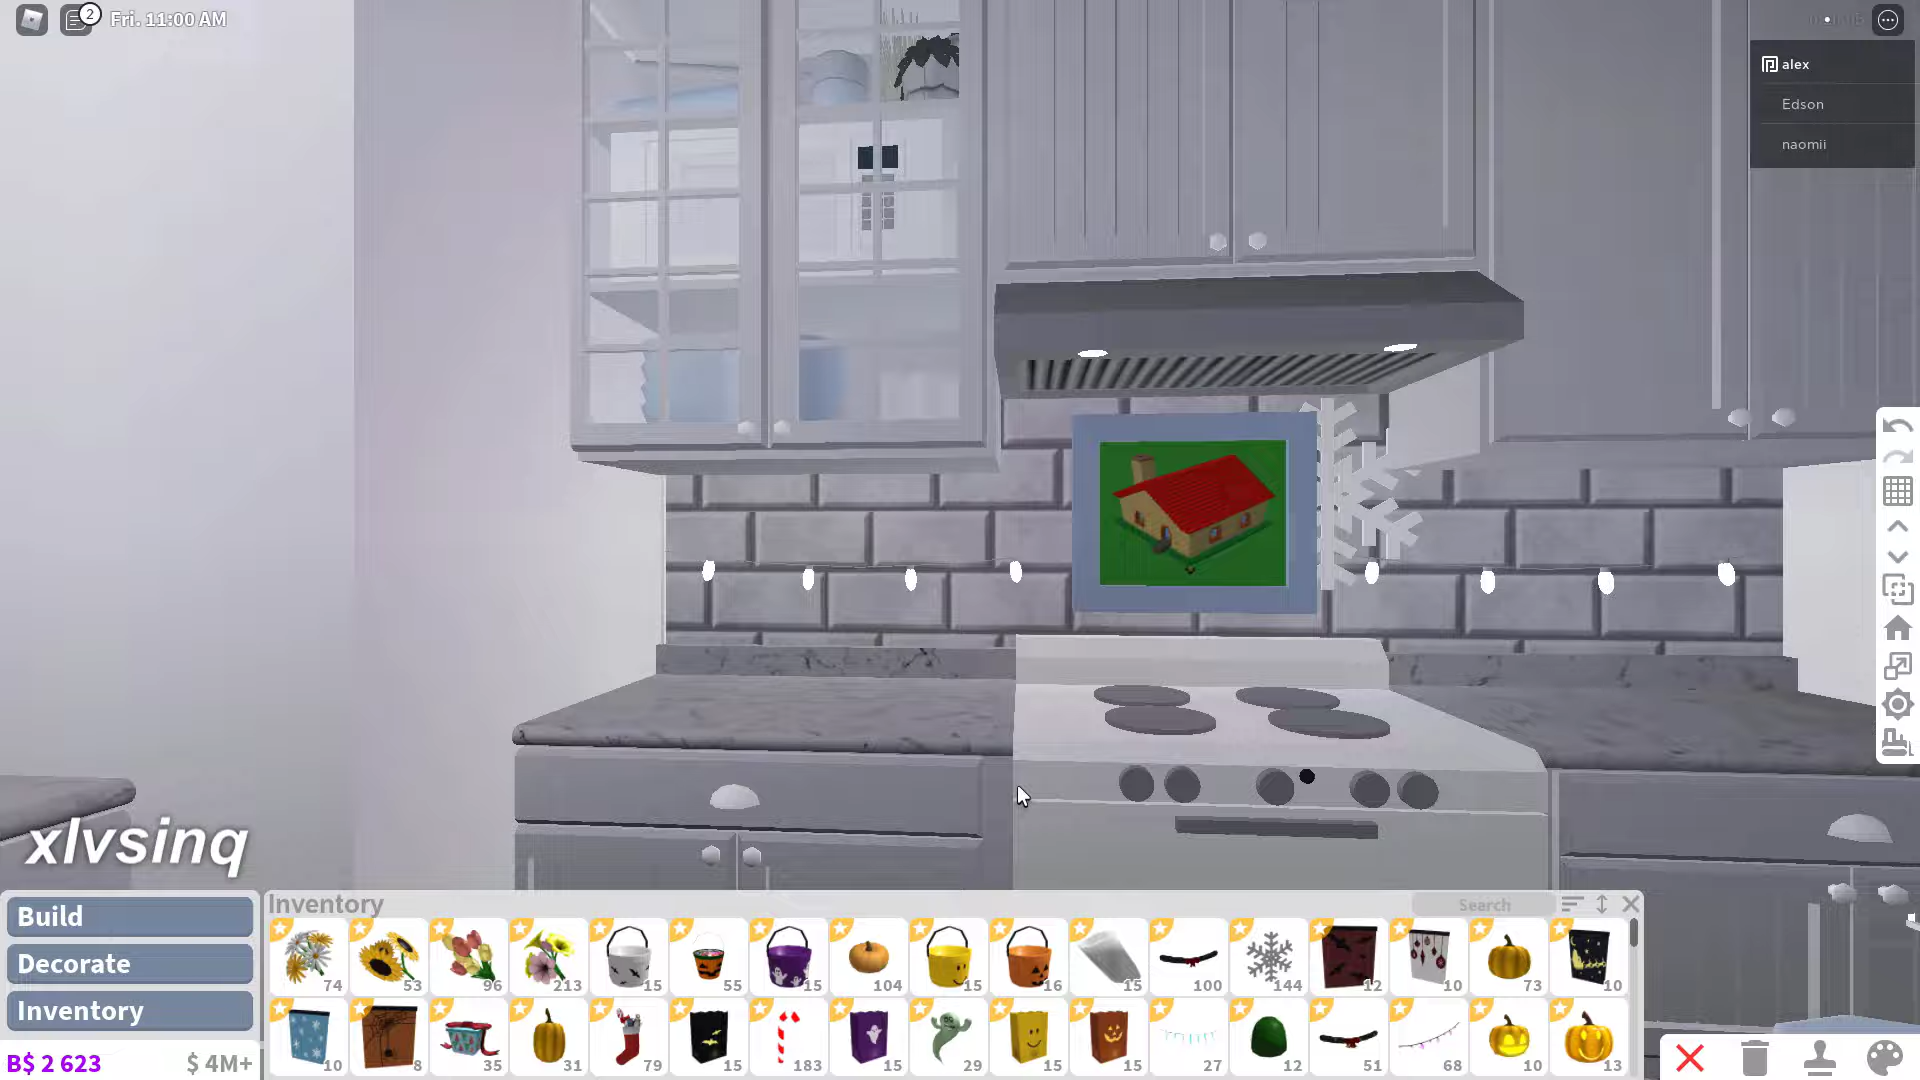 2
Fri. 11:00 AM
alex
Edson
naomii
xlvsinq
Build
Decorate
Inventory
B$ 2 623
$ 4M+
Inventory
Search
74
53
96
213
15
55
15
104
15
16
15
100
144
12
10
73
10
10
8
35
31
79
15
183
15
29
15
15
27
12
51
68
10
13